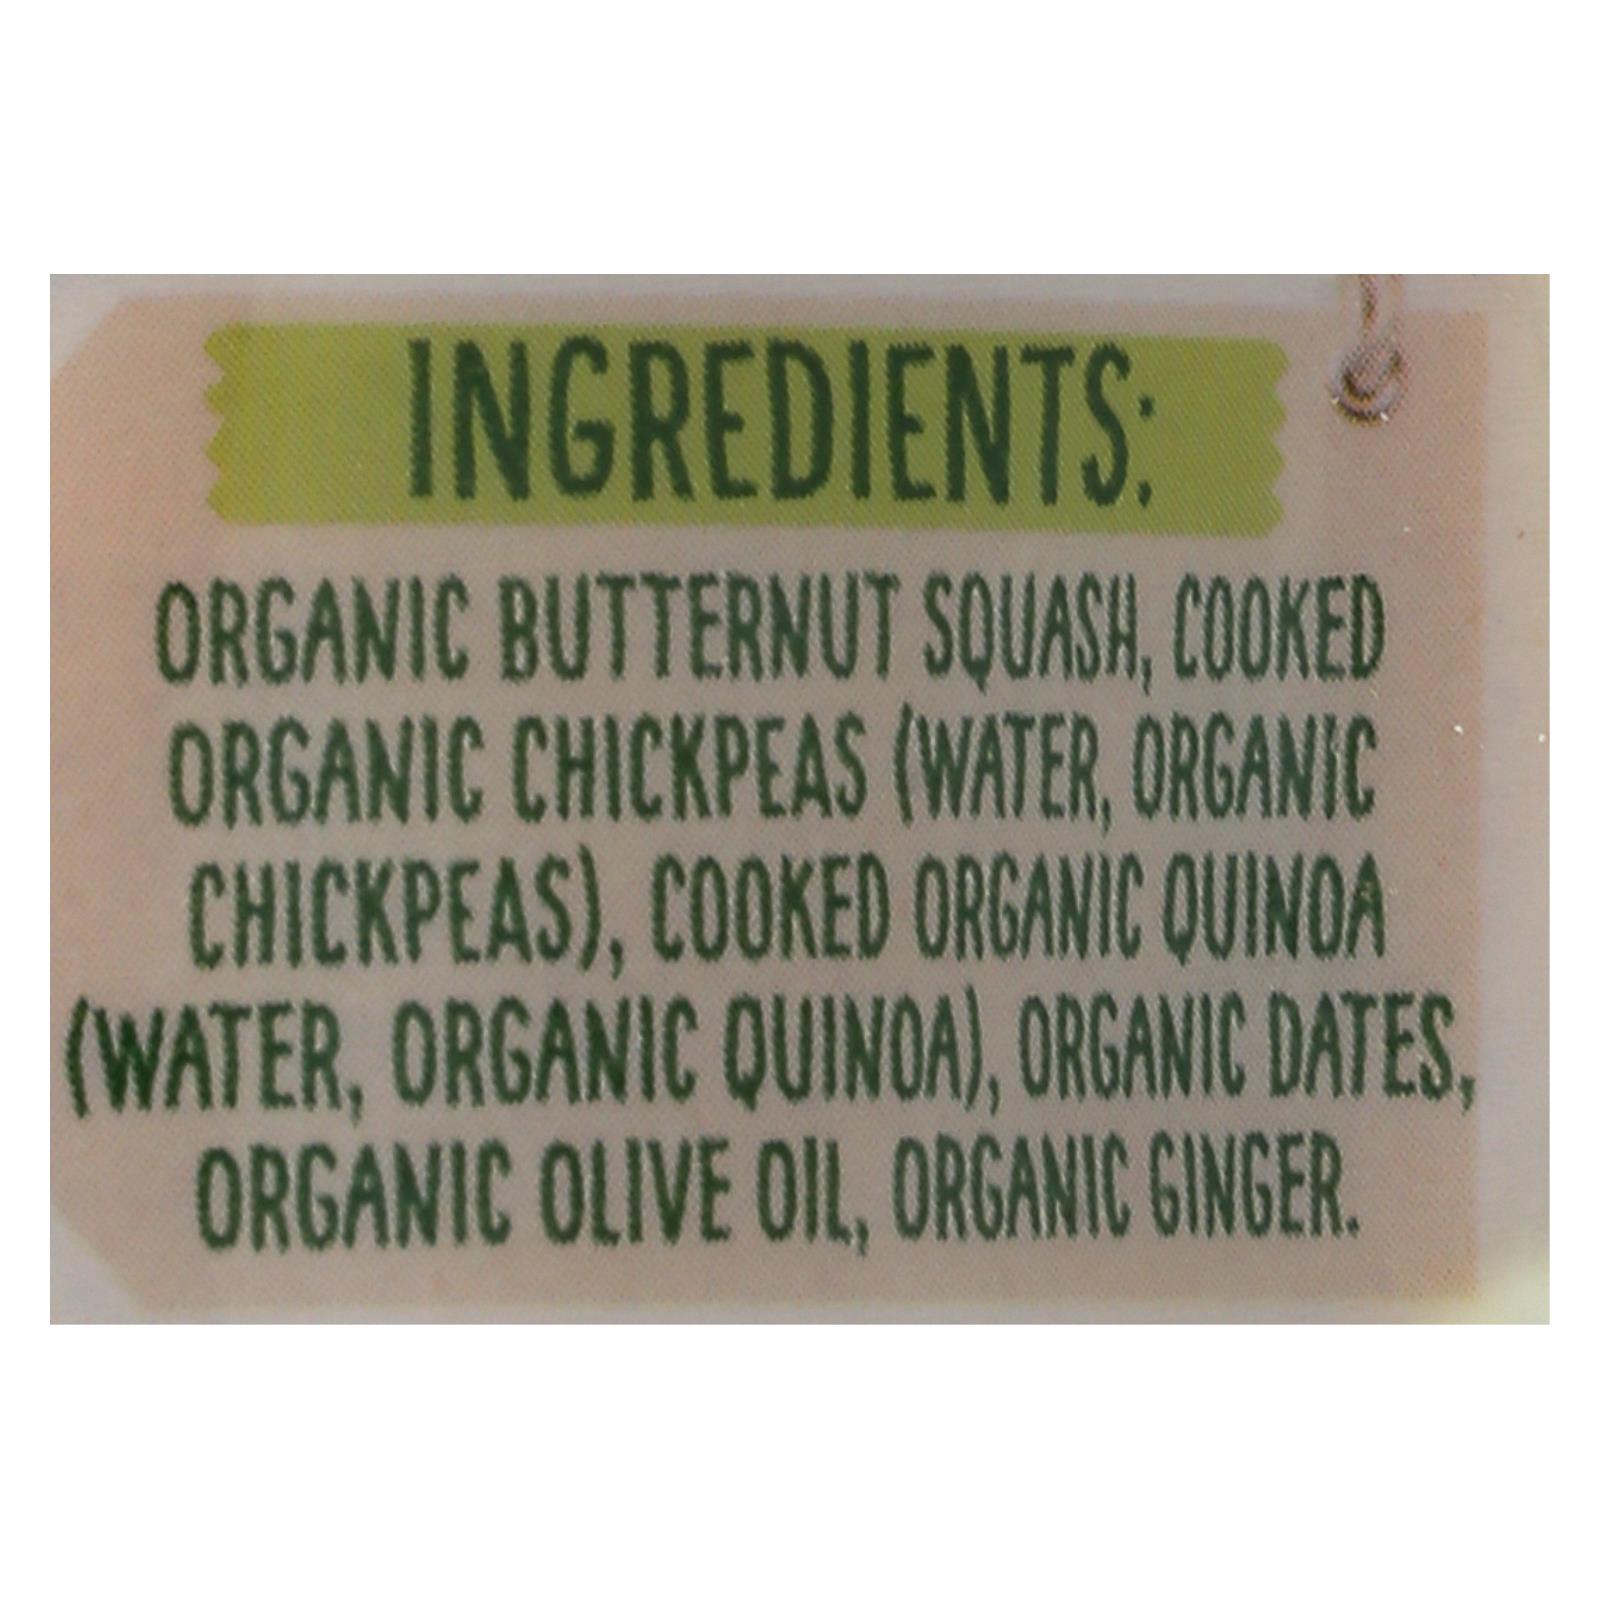 INGREDIENTS:
ORGANIC BUTTERNUT SQUASH, COOKED
ORGANIC CHICKPEAS (WATER, ORGANIC
CHICKPEAS), COOKED ORGANIC QUINOA
(WATER, ORGANIC QUINOA), ORGANIC DATES,
ORGANIC OLIVE OIL, ORGANIC GINGER.